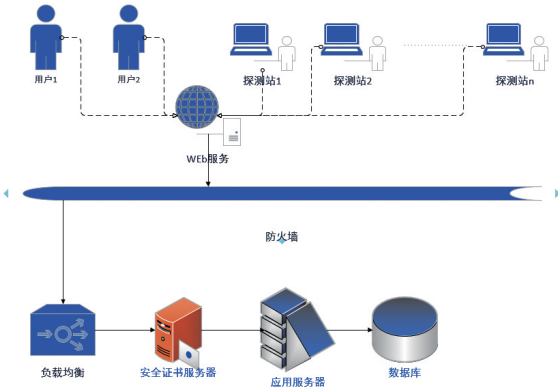 用户1
用户2
探测站1
探测站2
探测站n
WEb服务
防火墙
负载均衡
安全证书服务器
应用服务器
数据库